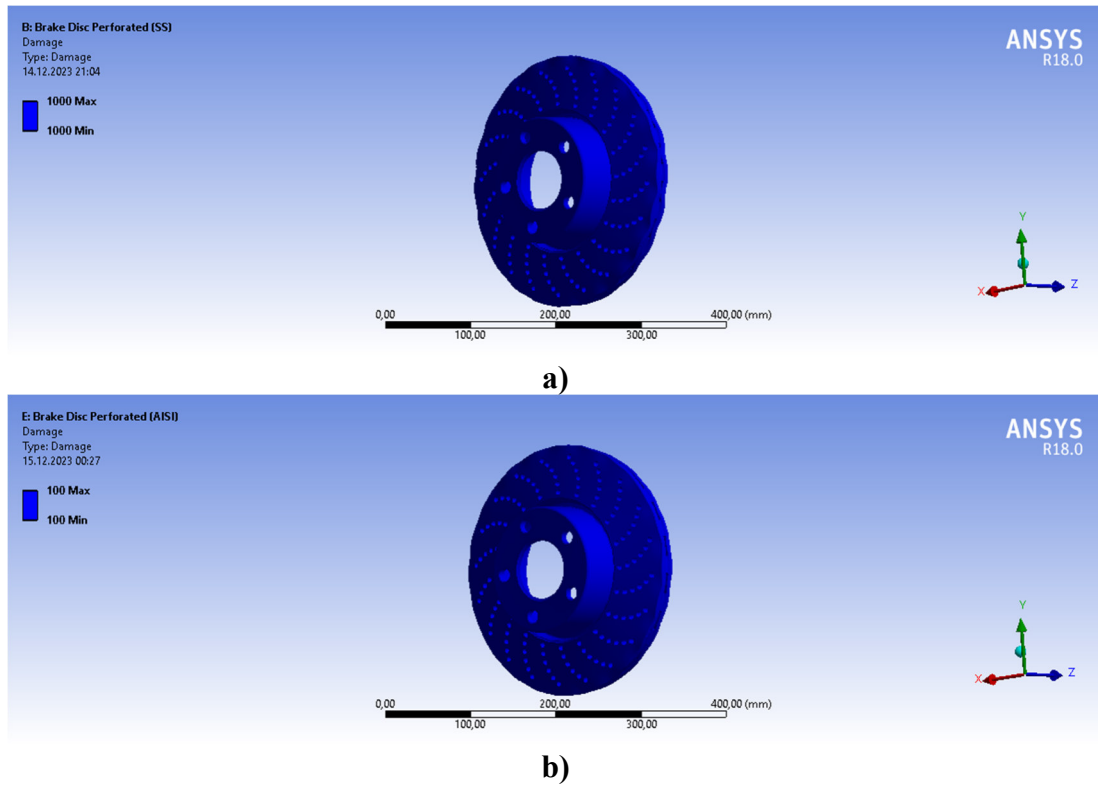 B: Brake Disc Perforated (SS)
Damage
Type: Damage
14.12.2023 21:04
1000 Max
1000 Min
ANSYS
R18.0
Y
X
Z
0,00
200,00
400,00 (mm)
100,00
300,00
a)
E: Brake Disc Perforated (AISI)
Damage
Type: Damage
15.12.2023 00:27
100 Max
100 Min
ANSYS
R18.0
Y
X
Z
0,00
200,00
400,00 (mm)
100,00
300,00
b)